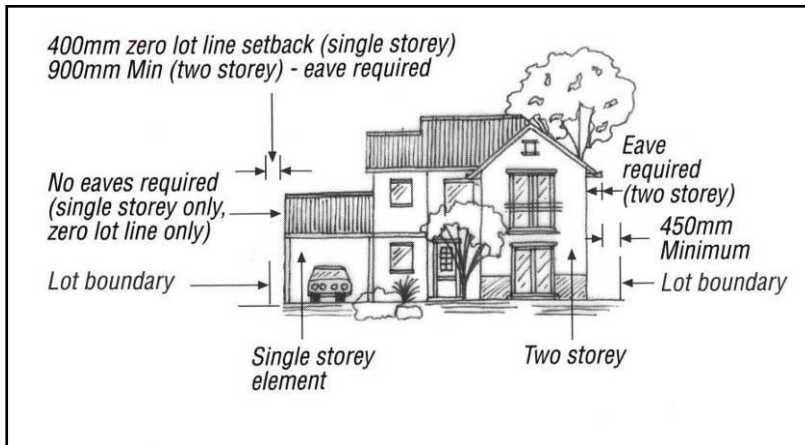 400mm zero lot line setback (single storey)
900mm Min (two storey) - eave required
No eaves required
(single storey only,
zero lot line only)
Lot boundary
Single storey
element
Eave
required
(two storey)
450mm
Minimum
Lot boundary
Two storey